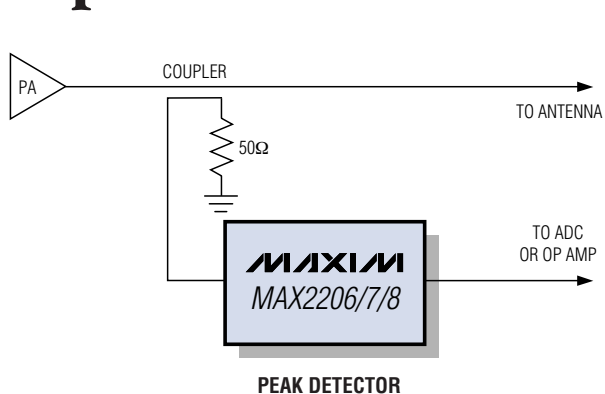 PA
COUPLER
TO ANTENNA
50Ω
TO ADC
OR OP AMP
MAXIM
MAX2206/7/8
PEAK DETECTOR